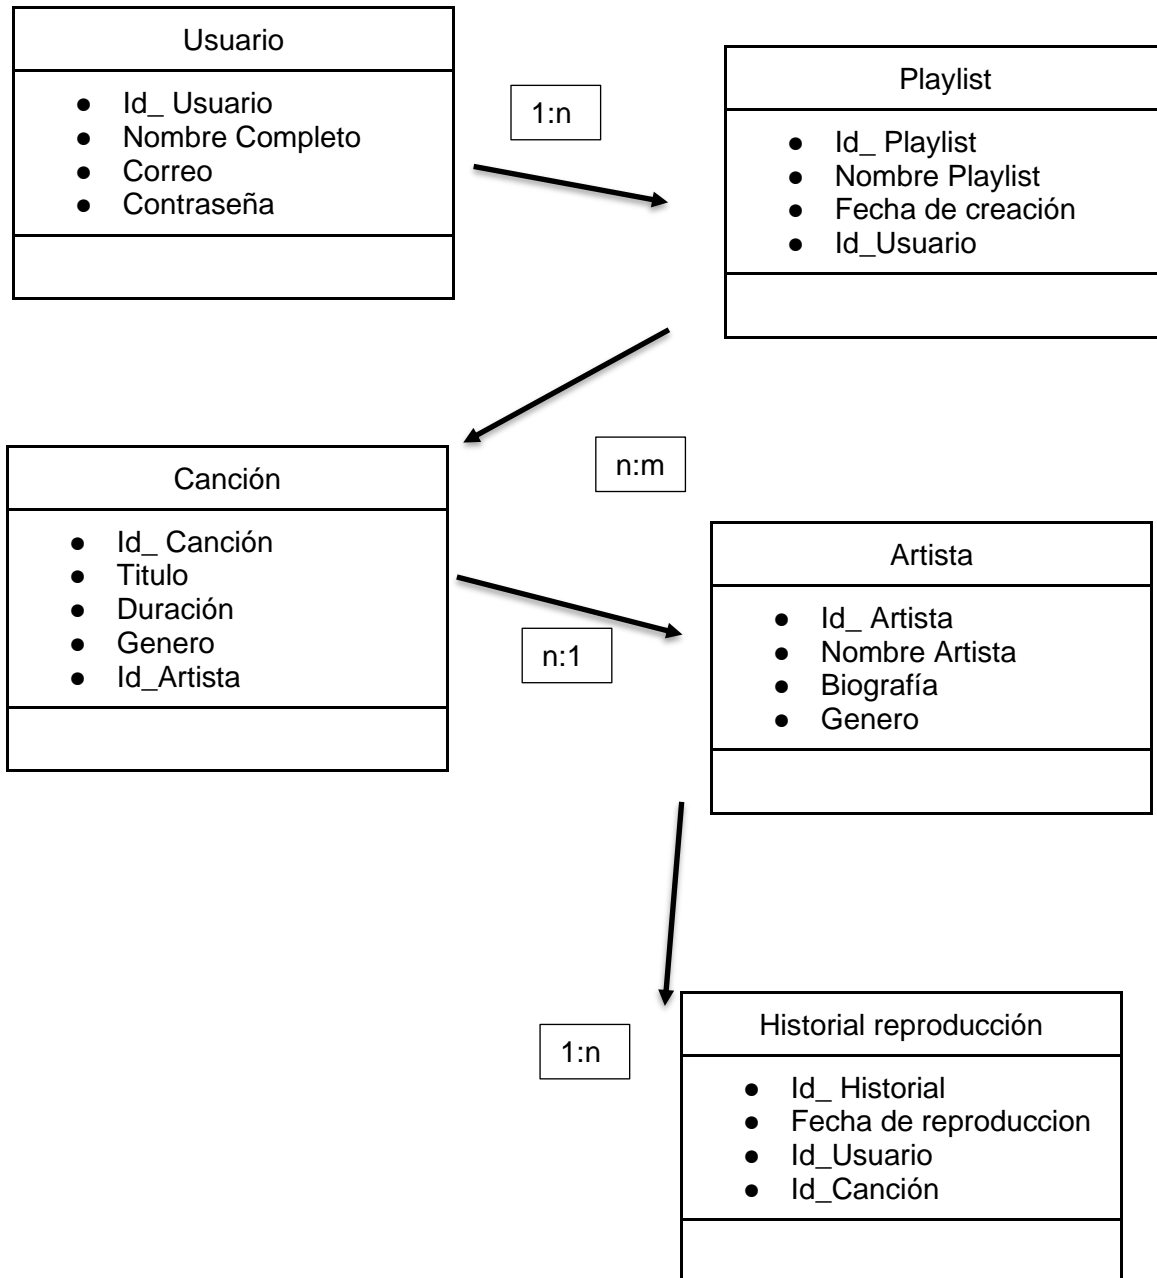 Usuario
● Id_ Usuario
● Nombre Completo
● Correo
● Contraseña
1:n
Playlist
● Id_ Playlist
● Nombre Playlist
● Fecha de creación
● Id_Usuario
n:m
Canción
● Id_ Canción
● Titulo
● Duración
● Genero
● Id_Artista
n:1
Artista
● Id_ Artista
● Nombre Artista
● Biografía
● Genero
1:n
Historial reproducción
● Id_ Historial
● Fecha de reproduccion
● Id_Usuario
● Id_Canción